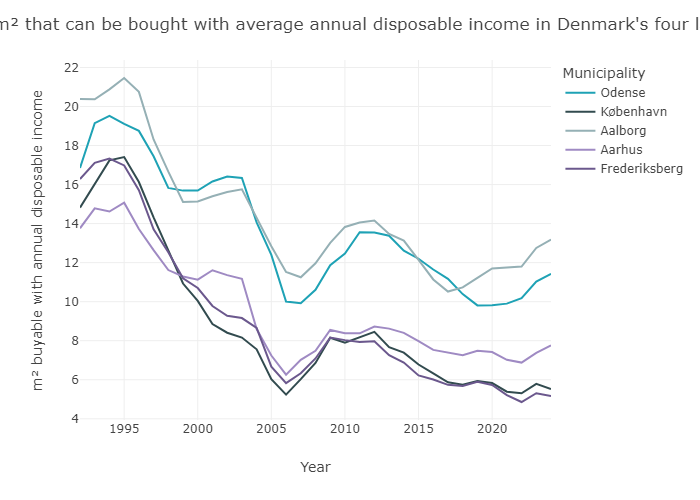 m² that can be bought with average annual disposable income in Denmark's four l
Municipality
Odense
København
Aalborg
Aarhus
Frederiksberg
m² buyable with annual disposable income
22
20
18
16
14
12
10
8
6
4
1995
2000
2005
2010
2015
2020
Year